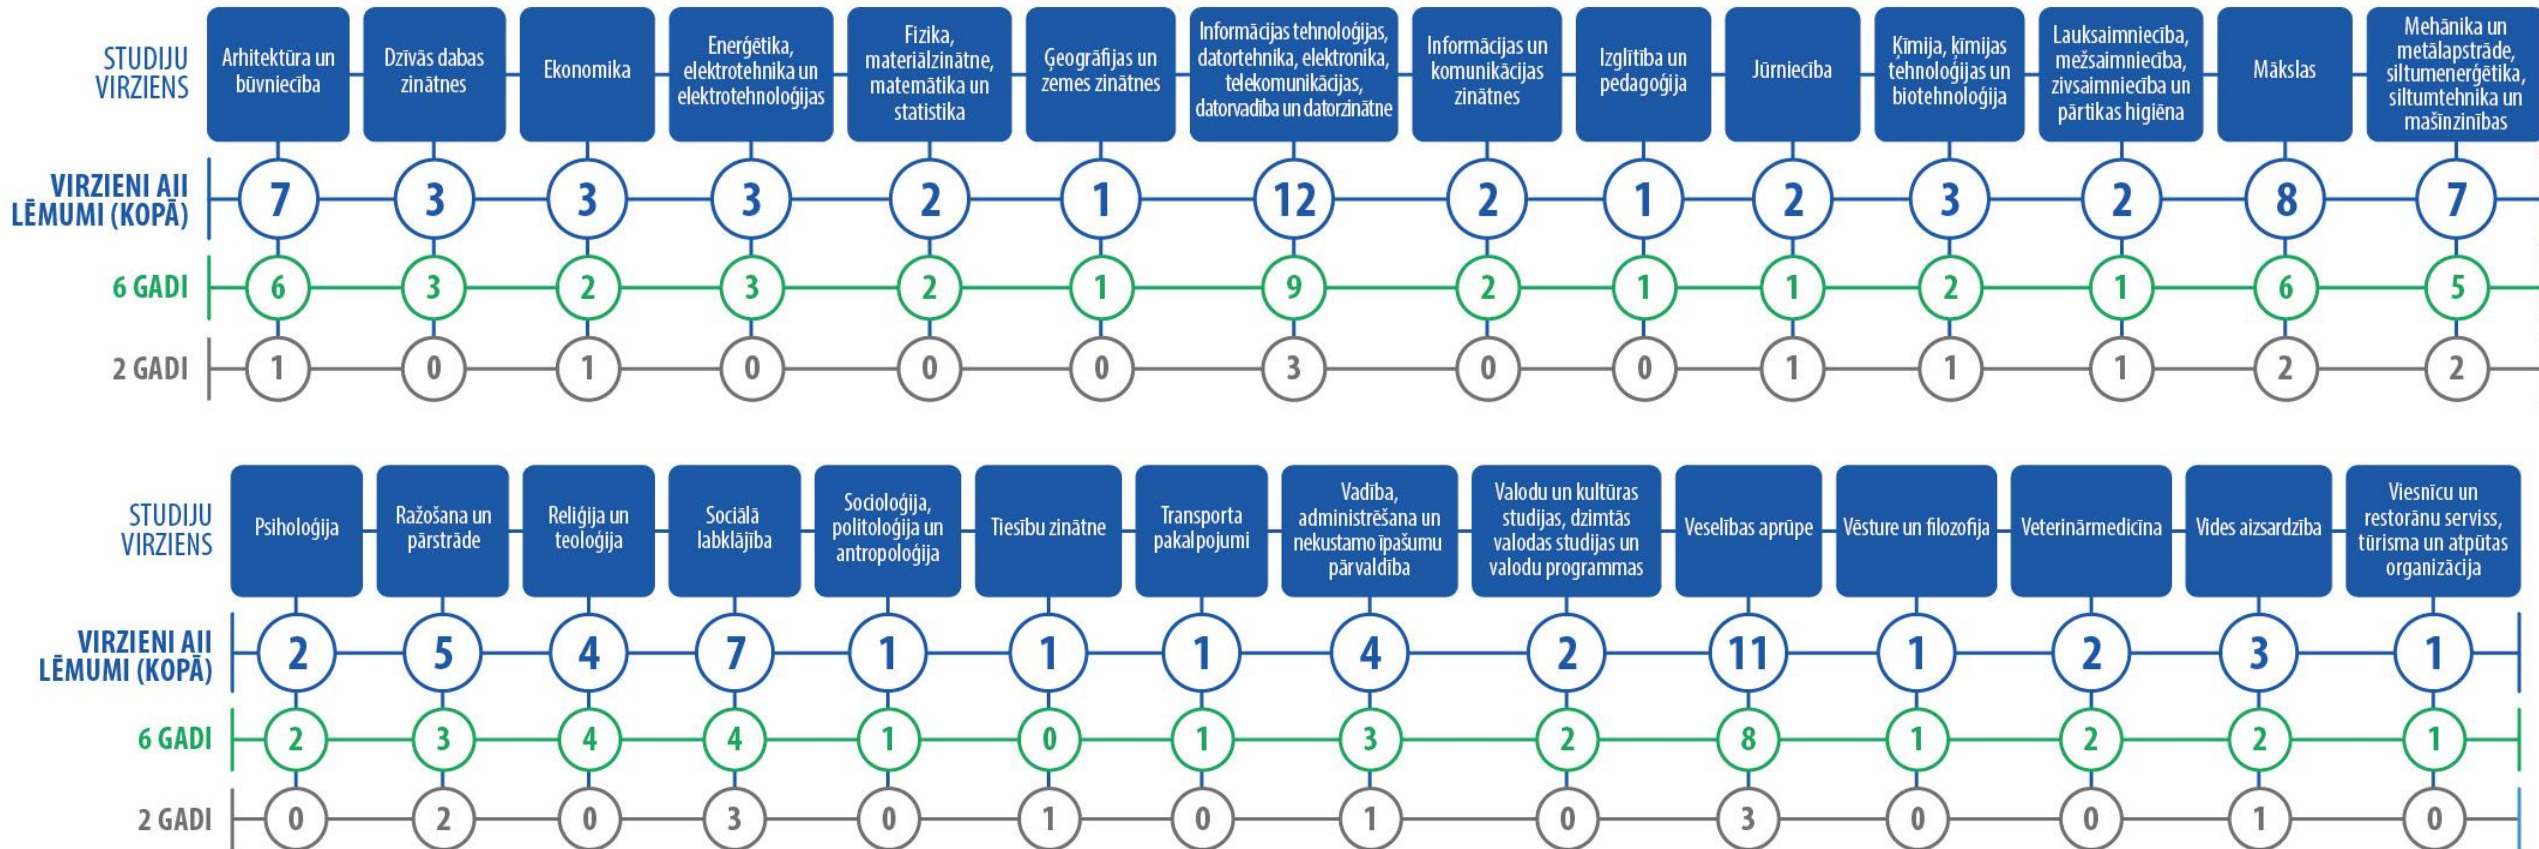 STUDIJU
VIRZIENS
Arhitektūra un
būvniecība
Dzīvās dabas
zinātnes
Ekonomika
Enerģētika,
elektrotehnika un
elektrotehnoloģijas
Fizika,
materiālzinātne,
matemātika un
statistika
Ģeogrāfijas un
zemes zinātnes
Informācijas tehnoloģijas,
datortehnika, elektronika,
telekomunikācijas,
datorvadība un datorzinātne
Informācijas un
komunikācijas
zinātnes
Izglītība un
pedagoģija
Jūrniecība
Ķīmija, ķīmijas
tehnoloģijas un
biotehnoloģija
Lauksaimniecība,
mežsaimniecība,
zivsaimniecība un
pārtikas higiēna
Mākslas
Mehānika un
metālapstrāde,
siltumenerģētika,
siltumtehnika un
mašīnzinības
VIRZIENI AII
LĒMUMI (KOPĀ)
7 3 3 3 2 1 12 2 1 2 3 2 8 7
6 GADI 6 3 2 3 2 1 9 2 1 1 2 1 6 5
2 GADI 1 0 1 0 0 0 3 0 0 1 1 1 2 2
STUDIJU
VIRZIENS
Psiholoģija
Ražošana un
pārstrāde
Reliģija un
teoloģija
Sociālā
labklājība
Socioloģija,
politoloģija un
antropoloģija
Tiesību zinātne
Transporta
pakalpojumi
Vadība,
administrēšana un
nekustamo īpašumu
pārvaldība
Valodu un kultūras
studijas, dzimtās
valodas studijas un
valodu programmas
Veselības aprūpe
Vēsture un filozofija
Veterinārmedicīna
Vides aizsardzība
Viesnīcu un
restorānu serviss,
tūrisma un atpūtas
organizācija
VIRZIENI AII
LĒMUMI (KOPĀ)
2 5 4 7 1 1 1 4 2 11 1 2 3 1
6 GADI 2 3 4 4 1 0 1 3 2 8 1 2 2 1
2 GADI 0 2 0 3 0 1 0 1 0 3 0 0 1 0